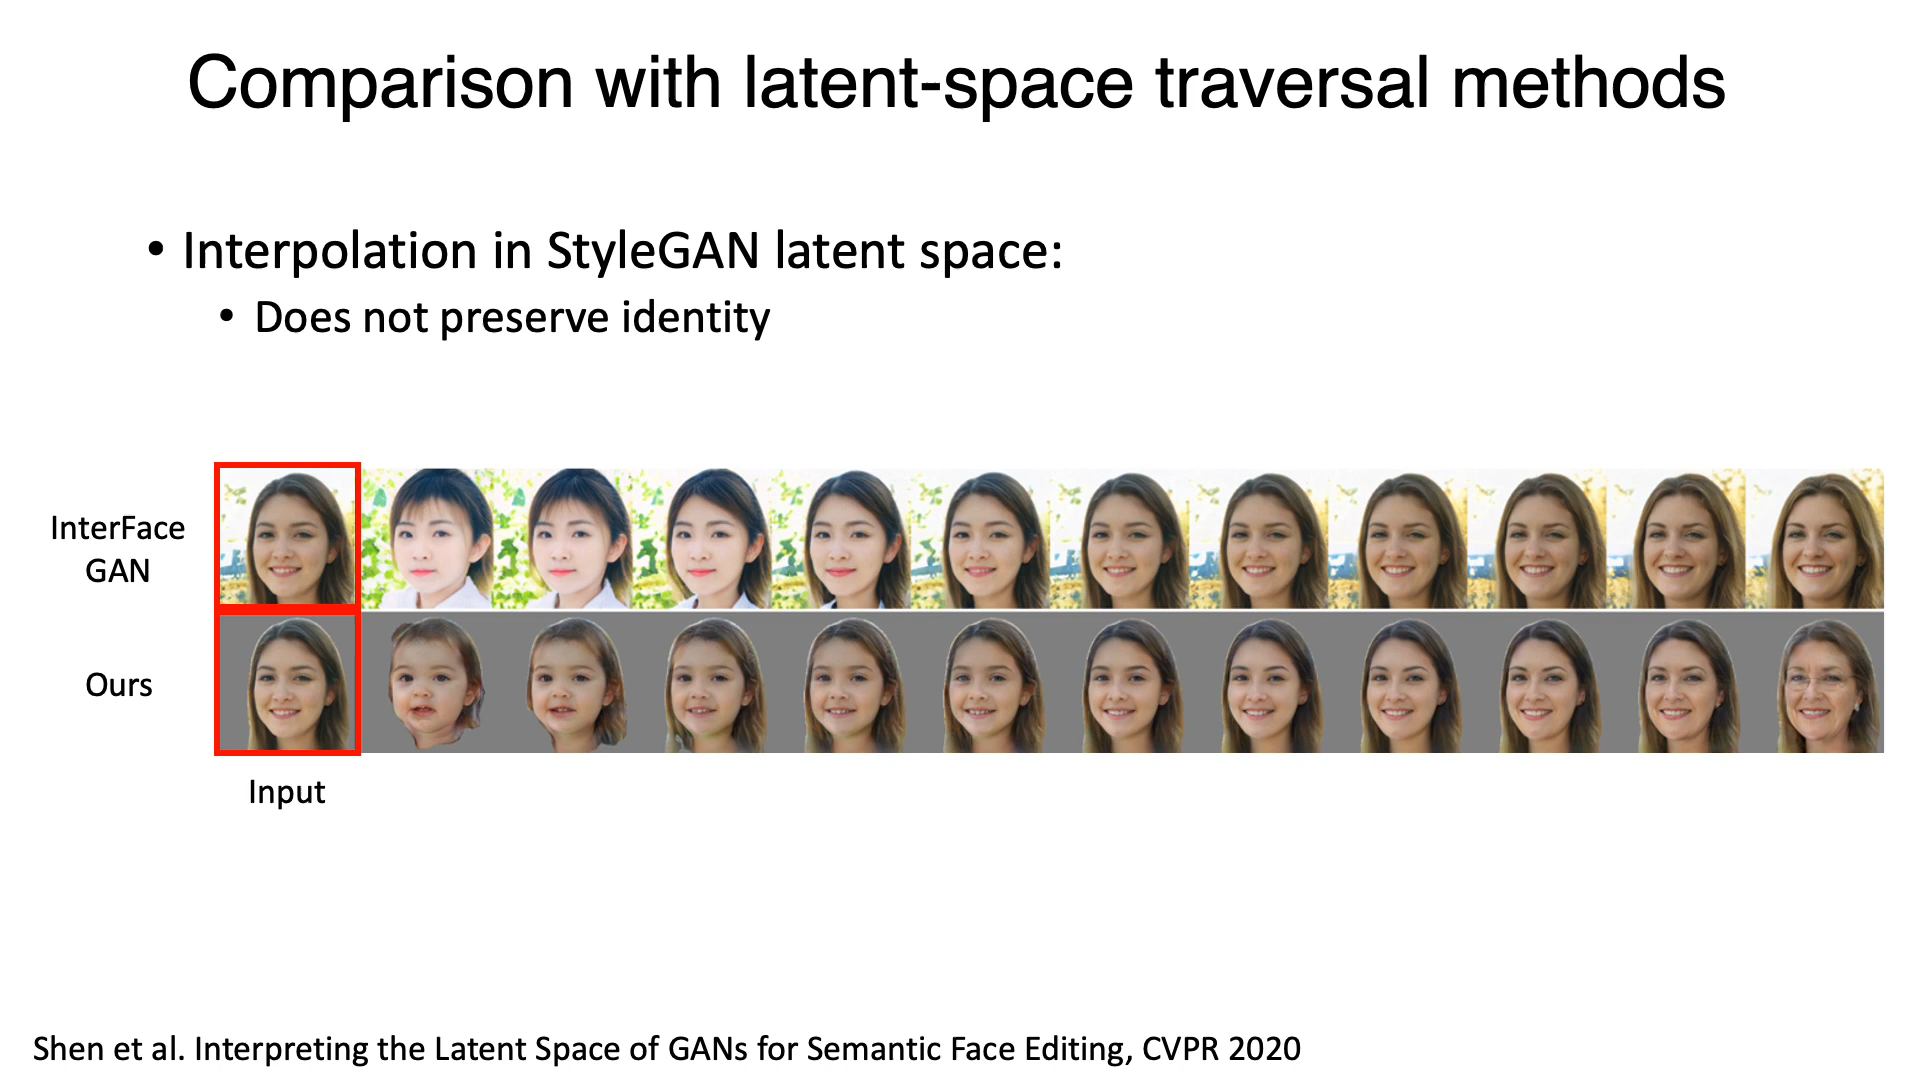 Comparison with latent-space traversal methods
• Interpolation in StyleGAN latent space:
• Does not preserve identity
InterFace
GAN
Ours
Input
Shen et al. Interpreting the Latent Space of GANs for Semantic Face Editing, CVPR 2020